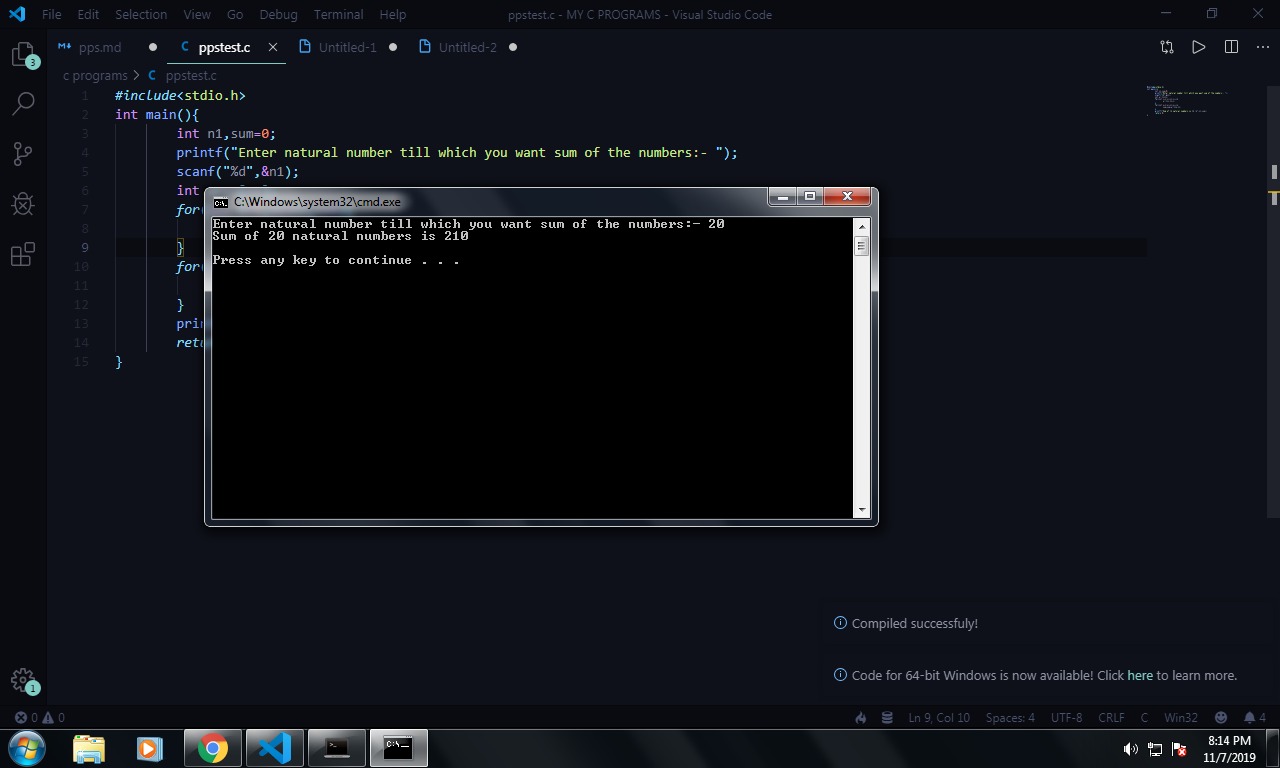 File Edit Selection View Go Debug Terminal Help ppstest.c - MY C PROGRAMS - Visual Studio Code
3
pps.md ppstest.c Untitled-1 Untitled-2
c programs > C ppstest.c
1 #include<stdio.h>
2 int main(){
3 int n1,sum=0;
4 printf("Enter natural number till which you want sum of the numbers:- ");
5 scanf("%d",&n1);
6 int
7 for(
8
9 }
10 for(
11
12 }
13 prin
14 retu
15 }
C:\Windows\system32\cmd.exe
Enter natural number till which you want sum of the numbers:- 20
Sum of 20 natural numbers is 210
Press any key to continue . . .
Compiled successfuly!
Code for 64-bit Windows is now available! Click here to learn more.
1
0 0 Ln 9, Col 10 Spaces: 4 UTF-8 CRLF C Win32 4
8:14 PM
11/7/2019